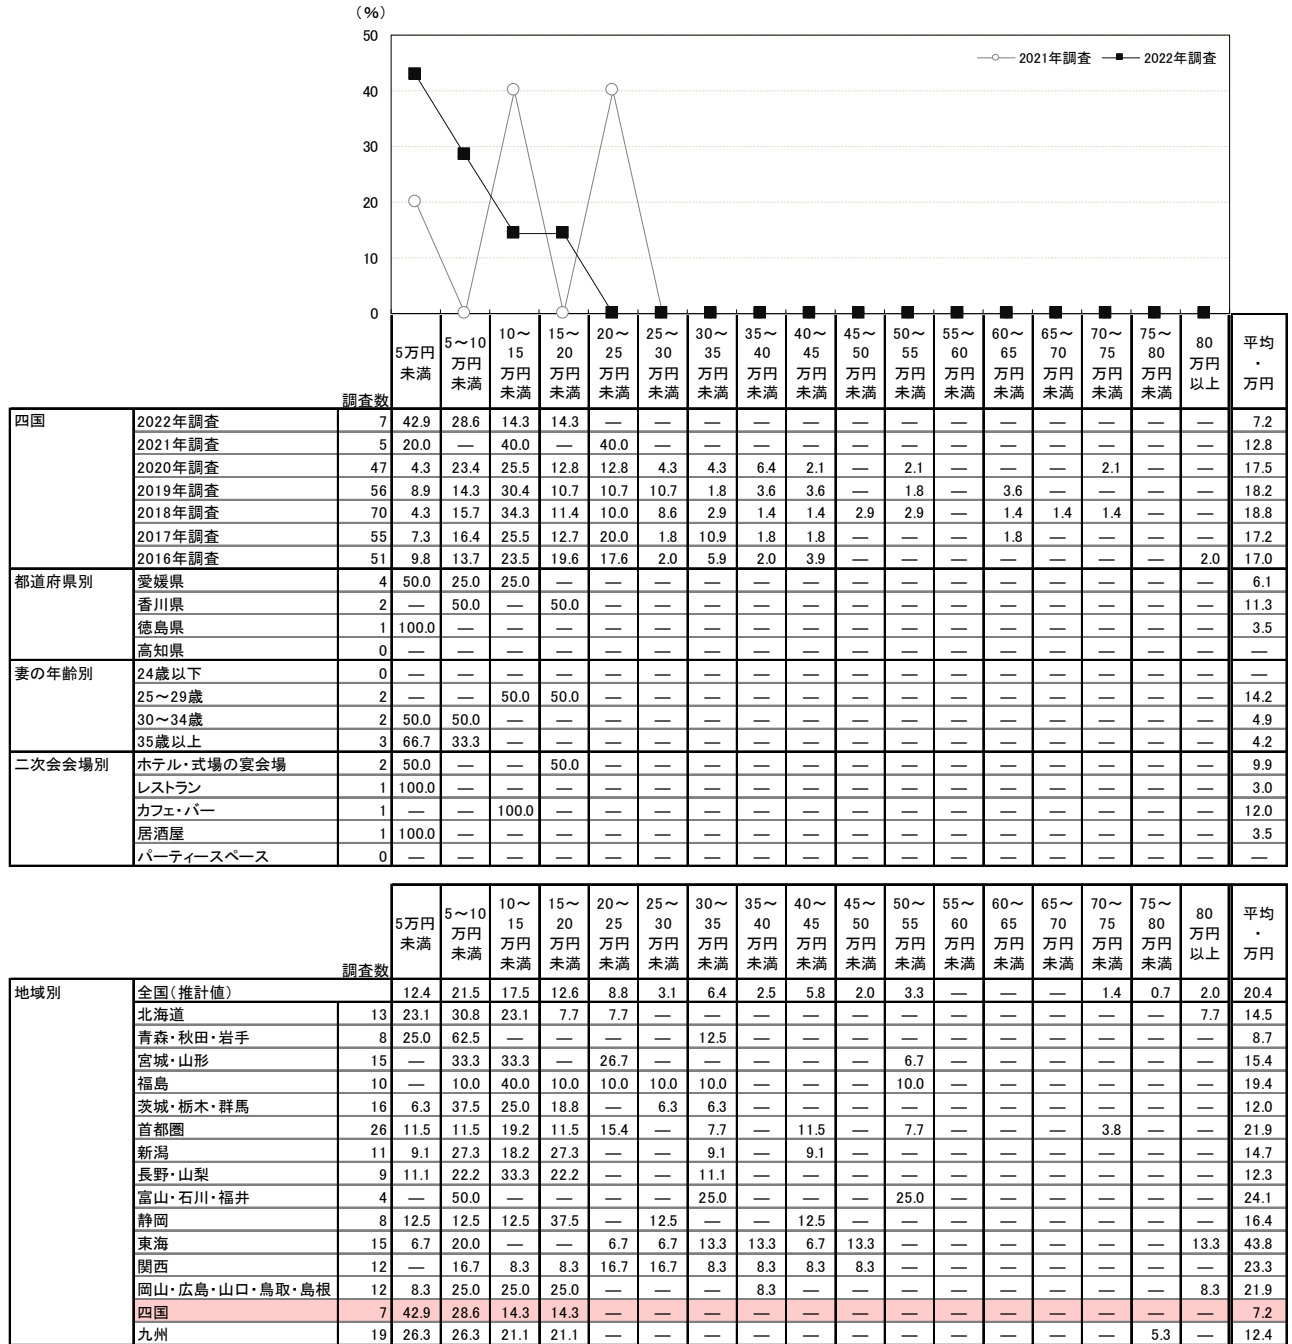 （%）
50
40
30
20
10
0
2021年調査 2022年調査
調査数 5万円未満 5～10万円未満 10～15万円未満 15～20万円未満 20～25万円未満 25～30万円未満 30～35万円未満 35～40万円未満 40～45万円未満 45～50万円未満 50～55万円未満 55～60万円未満 60～65万円未満 65～70万円未満 70～75万円未満 75～80万円未満 80万円以上 平均・万円
四国 2022年調査 7 42.9 28.6 14.3 14.3 — — — — — — — — — — — — — 7.2
2021年調査 5 20.0 — 40.0 — 40.0 — — — — — — — — — — — — 12.8
2020年調査 47 4.3 23.4 25.5 12.8 12.8 4.3 4.3 6.4 2.1 — 2.1 — — — 2.1 — — 17.5
2019年調査 56 8.9 14.3 30.4 10.7 10.7 10.7 1.8 3.6 3.6 — 1.8 — 3.6 — — — — 18.2
2018年調査 70 4.3 15.7 34.3 11.4 10.0 8.6 2.9 1.4 1.4 2.9 2.9 — 1.4 1.4 1.4 — — 18.8
2017年調査 55 7.3 16.4 25.5 12.7 20.0 1.8 10.9 1.8 1.8 — — — 1.8 — — — — 17.2
2016年調査 51 9.8 13.7 23.5 19.6 17.6 2.0 5.9 2.0 3.9 — — — — — — — 2.0 17.0
都道府県別 愛媛県 4 50.0 25.0 25.0 — — — — — — — — — — — — — — 6.1
香川県 2 — 50.0 — 50.0 — — — — — — — — — — — — — 11.3
徳島県 1 100.0 — — — — — — — — — — — — — — — — 3.5
高知県 0 — — — — — — — — — — — — — — — — — —
妻の年齢別 24歳以下 0 — — — — — — — — — — — — — — — — — —
25～29歳 2 — — 50.0 50.0 — — — — — — — — — — — — — 14.2
30～34歳 2 50.0 50.0 — — — — — — — — — — — — — — — 4.9
35歳以上 3 66.7 33.3 — — — — — — — — — — — — — — — 4.2
二次会会場別 ホテル・式場の宴会場 2 50.0 — — 50.0 — — — — — — — — — — — — — 9.9
レストラン 1 100.0 — — — — — — — — — — — — — — — — 3.0
カフェ・バー 1 — — 100.0 — — — — — — — — — — — — — — 12.0
居酒屋 1 100.0 — — — — — — — — — — — — — — — — 3.5
パーティースペース 0 — — — — — — — — — — — — — — — — — —
調査数 5万円未満 5～10万円未満 10～15万円未満 15～20万円未満 20～25万円未満 25～30万円未満 30～35万円未満 35～40万円未満 40～45万円未満 45～50万円未満 50～55万円未満 55～60万円未満 60～65万円未満 65～70万円未満 70～75万円未満 75～80万円未満 80万円以上 平均・万円
地域別 全国（推計値） 12.4 21.5 17.5 12.6 8.8 3.1 6.4 2.5 5.8 2.0 3.3 — — — 1.4 0.7 2.0 20.4
北海道 13 23.1 30.8 23.1 7.7 7.7 — — — — — — — — — — — 7.7 14.5
青森・秋田・岩手 8 25.0 62.5 — — — — 12.5 — — — — — — — — — — 8.7
宮城・山形 15 — 33.3 33.3 — 26.7 — — — — — 6.7 — — — — — — 15.4
福島 10 — 10.0 40.0 10.0 10.0 10.0 10.0 — — — 10.0 — — — — — — 19.4
茨城・栃木・群馬 16 6.3 37.5 25.0 18.8 — 6.3 6.3 — — — — — — — — — — 12.0
首都圏 26 11.5 11.5 19.2 11.5 15.4 — 7.7 — 11.5 — 7.7 — — — 3.8 — — 21.9
新潟 11 9.1 27.3 18.2 27.3 — — 9.1 — 9.1 — — — — — — — — 14.7
長野・山梨 9 11.1 22.2 33.3 22.2 — — 11.1 — — — — — — — — — — 12.3
富山・石川・福井 4 — 50.0 — — — — 25.0 — — — 25.0 — — — — — — 24.1
静岡 8 12.5 12.5 12.5 37.5 — 12.5 — — 12.5 — — — — — — — — 16.4
東海 15 6.7 20.0 — — 6.7 6.7 13.3 13.3 6.7 13.3 — — — — — — 13.3 43.8
関西 12 — 16.7 8.3 8.3 16.7 16.7 8.3 8.3 8.3 8.3 — — — — — — — 23.3
岡山・広島・山口・鳥取・島根 12 8.3 25.0 25.0 25.0 — — — 8.3 — — — — — — — — 8.3 21.9
四国 7 42.9 28.6 14.3 14.3 — — — — — — — — — — — — — 7.2
九州 19 26.3 26.3 21.1 21.1 — — — — — — — — — — — 5.3 — 12.4